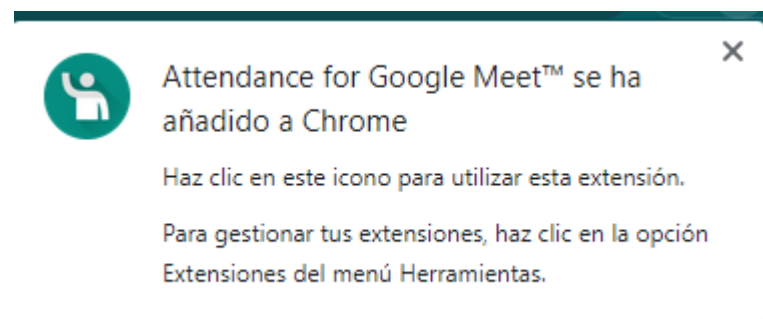 Attendance for Google Meet™ se ha
añadido a Chrome
Haz clic en este icono para utilizar esta extensión.
Para gestionar tus extensiones, haz clic en la opción
Extensiones del menú Herramientas.